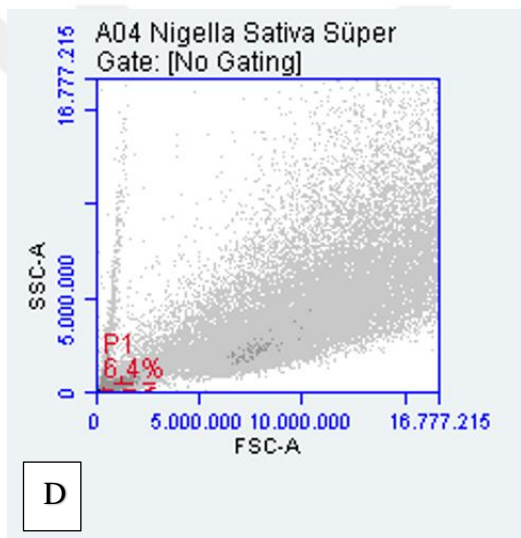 A04 Nigella Sativa Süper
Gate: [No Gating]
16.777.215
5.000.000
0
SSC-A
P1
6,4%
0 5.000.000 10.000.000 16.777.215
FSC-A
D